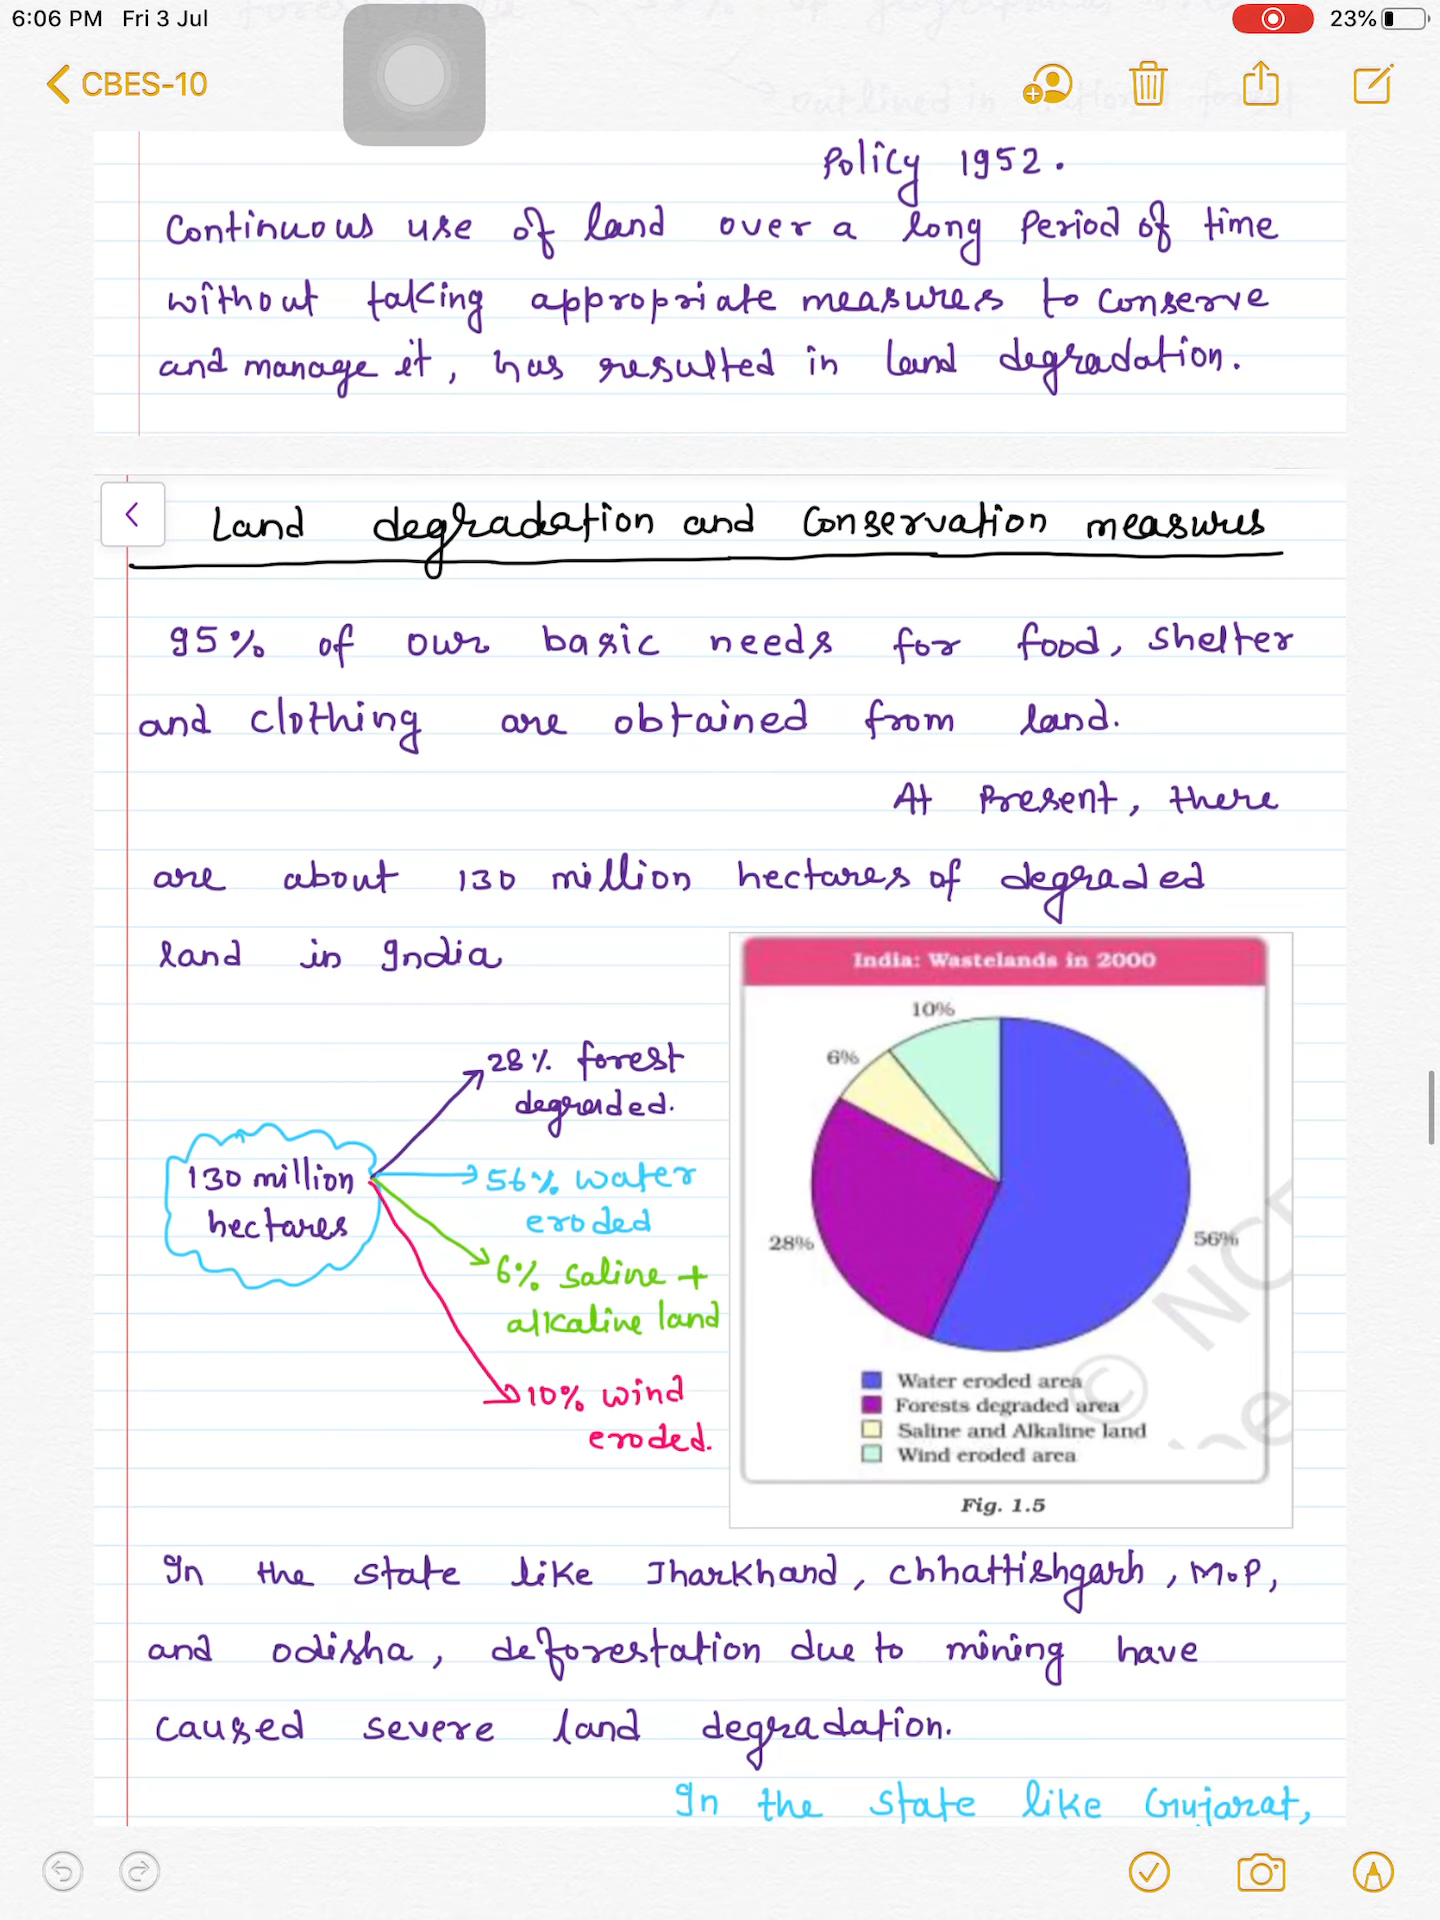 6:06 PM Fri 3 Jul
23%
CBES-10
outlined in
Policy 1952.
Continuous use of land over a long Period of time
without taking appropriate measures to conserve
and manage it, has resulted in land degradation.
Land degradation and Conservation measures
95% of our basic needs for food, shelter
and clothing are obtained from land.
At Present, there
are about 130 million hectares of degraded
land in India
India: Wastelands in 2000
10%
6%
28%
56%
Water eroded area
Forests degraded area
Saline and Alkaline land
Wind eroded area
Fig. 1.5
130 million
hectares
28% forest
degraded.
56% water
eroded
6% Saline +
alkaline land
10% wind
eroded.
In the state like Jharkhand, chhattishgarh, M.P,
and odisha, deforestation due to mining have
caused severe land degradation.
In the state like Gujarat,